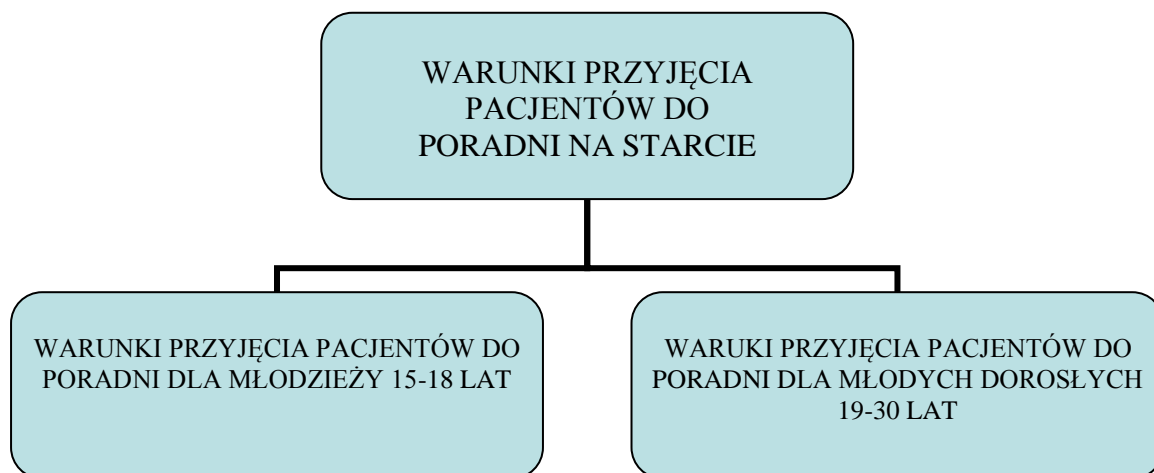 WARUNKI PRZYJĘCIA
PACJENTÓW DO
PORADNI NA STARCIE
WARUNKI PRZYJĘCIA PACJENTÓW DO
PORADNI DLA MŁODZIEŻY 15-18 LAT
WARUKI PRZYJĘCIA PACJENTÓW DO
PORADNI DLA MŁODYCH DOROSŁYCH
19-30 LAT